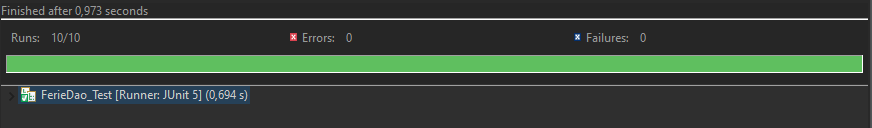 Finished after 0,973 seconds
Runs: 10/10 Errors: 0 Failures: 0
FerieDao_Test [Runner: JUnit 5] (0,694 s)